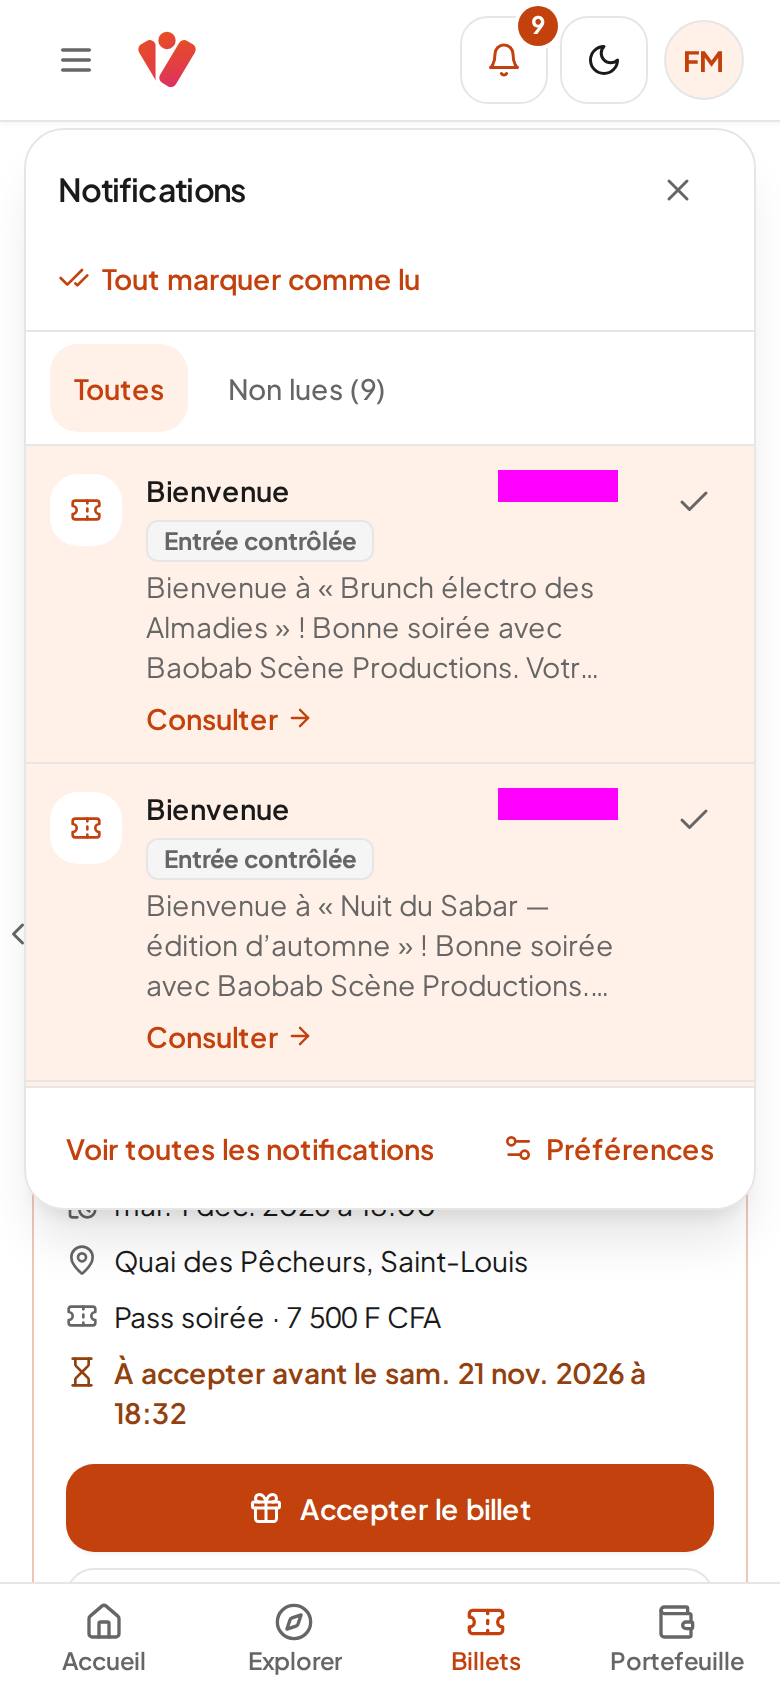 9
FM
Notifications
Tout marquer comme lu
Toutes
Non lues (9)
Bienvenue
Entrée contrôlée
Bienvenue à « Brunch électro des
Almadies » ! Bonne soirée avec
Baobab Scène Productions. Votr…
Consulter
Bienvenue
Entrée contrôlée
Bienvenue à « Nuit du Sabar —
édition d’automne » ! Bonne soirée
avec Baobab Scène Productions.…
Consulter
Voir toutes les notifications
Préférences
Quai des Pêcheurs, Saint-Louis
Pass soirée · 7 500 F CFA
À accepter avant le sam. 21 nov. 2026 à
18:32
Accepter le billet
Accueil
Explorer
Billets
Portefeuille